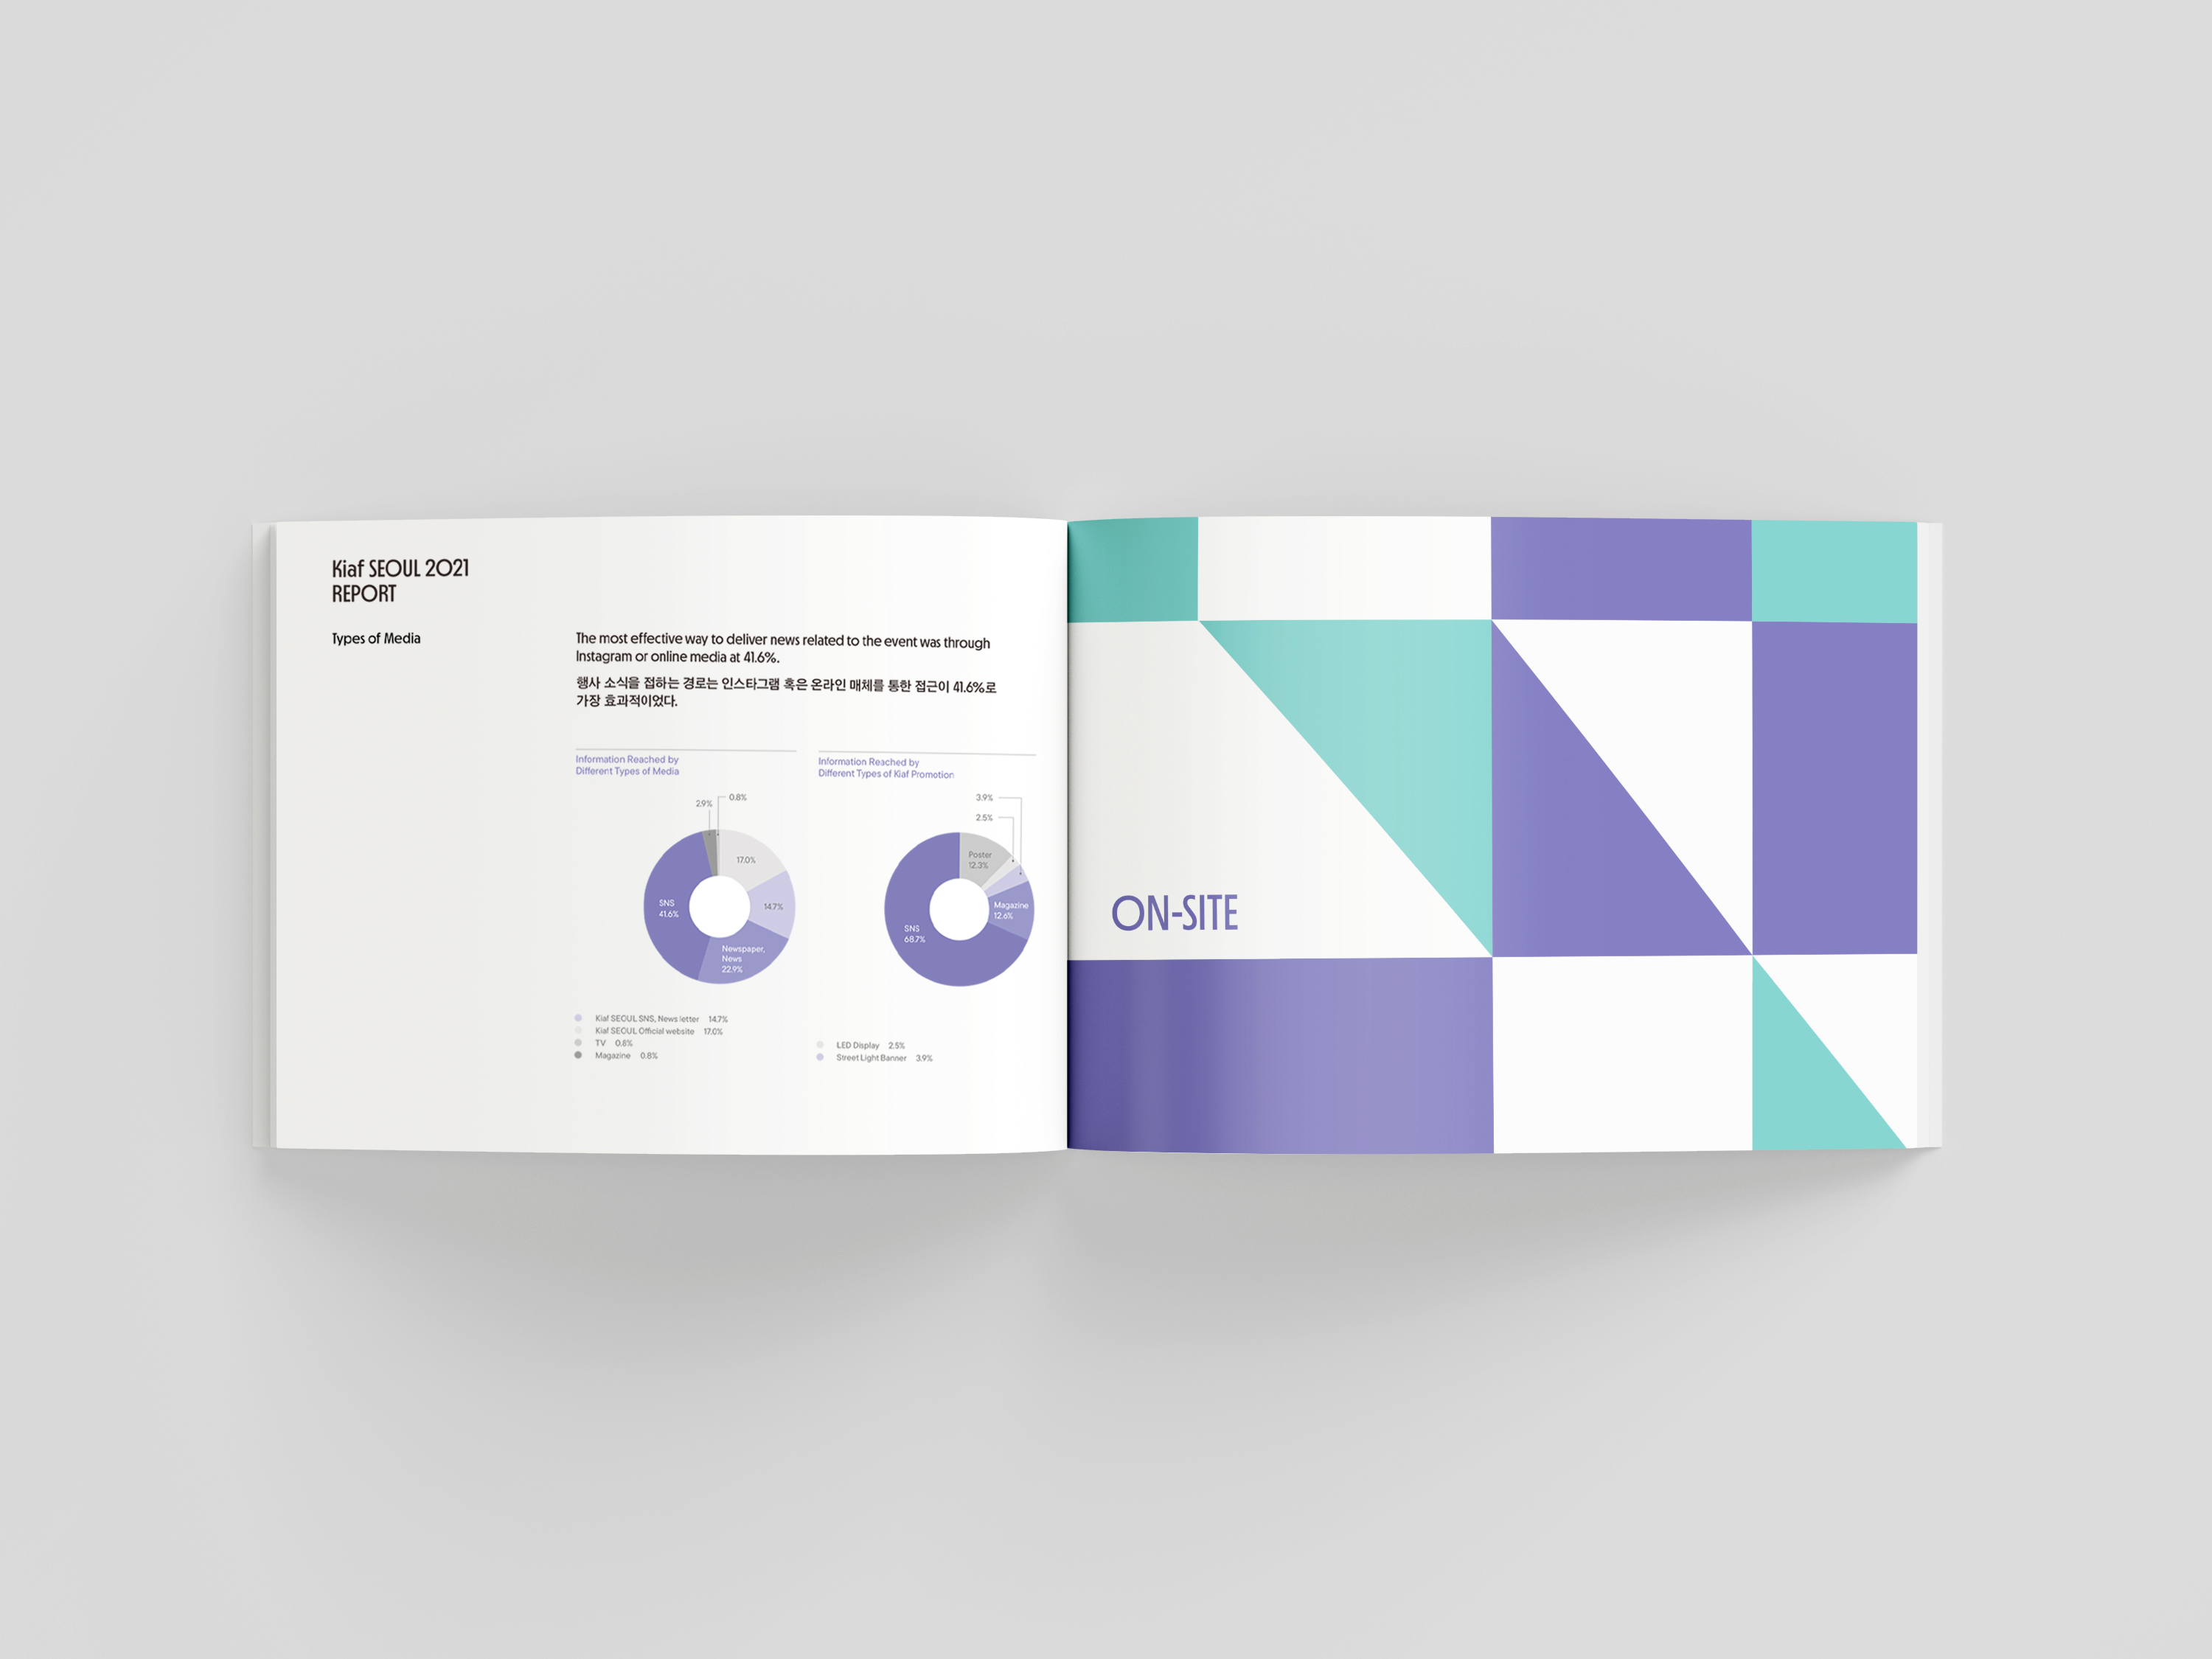 Kiaf SEOUL 2021
REPORT
Types of Media
The most effective way to deliver news related to the event was through
Instagram or online media at 41.6%.
행사 소식을 접하는 경로는 인스타그램 혹은 온라인 매체를 통한 접근이 41.6%로
가장 효과적이었다.
Information Reached by
Different Types of Media
2.9%
0.8%
17.0%
14.7%
SNS
41.6%
Newspaper,
News
22.9%
Kiaf SEOUL SNS, News letter 14.7%
Kiaf SEOUL Official website 17.0%
TV 0.8%
Magazine 0.8%
Information Reached by
Different Types of Kiaf Promotion
3.9%
2.5%
Poster
12.3%
Magazine
12.6%
SNS
68.7%
LED Display 2.5%
Street Light Banner 3.9%
ON-SITE